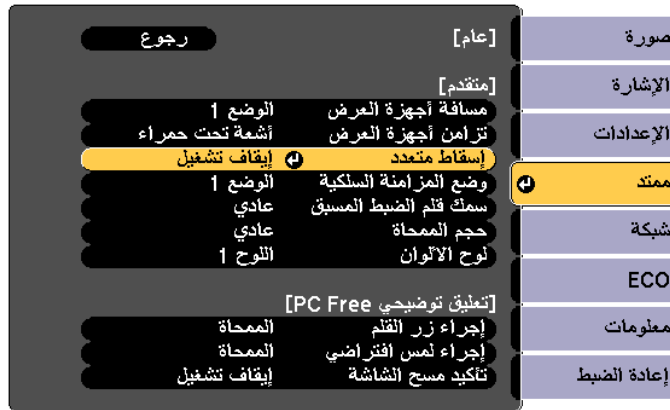 صورة
الإشارة
الإعدادات
ممتد
شبكة
ECO
معلومات
إعادة الضبط
[عام] رجوع
[متقدم]
مسافة أجهزة العرض الوضع 1
تزامن أجهزة العرض أشعة تحت حمراء
إسقاط متعدد إيقاف تشغيل
وضع المزامنة السلكية الوضع 1
سمك قلم الضبط المسبق عادي
حجم الممحاة عادي
لوح الألوان اللوح 1
[تعليق توضيحي PC Free]
إجراء زر القلم الممحاة
إجراء لمس افتراضي الممحاة
تأكيد مسح الشاشة إيقاف تشغيل